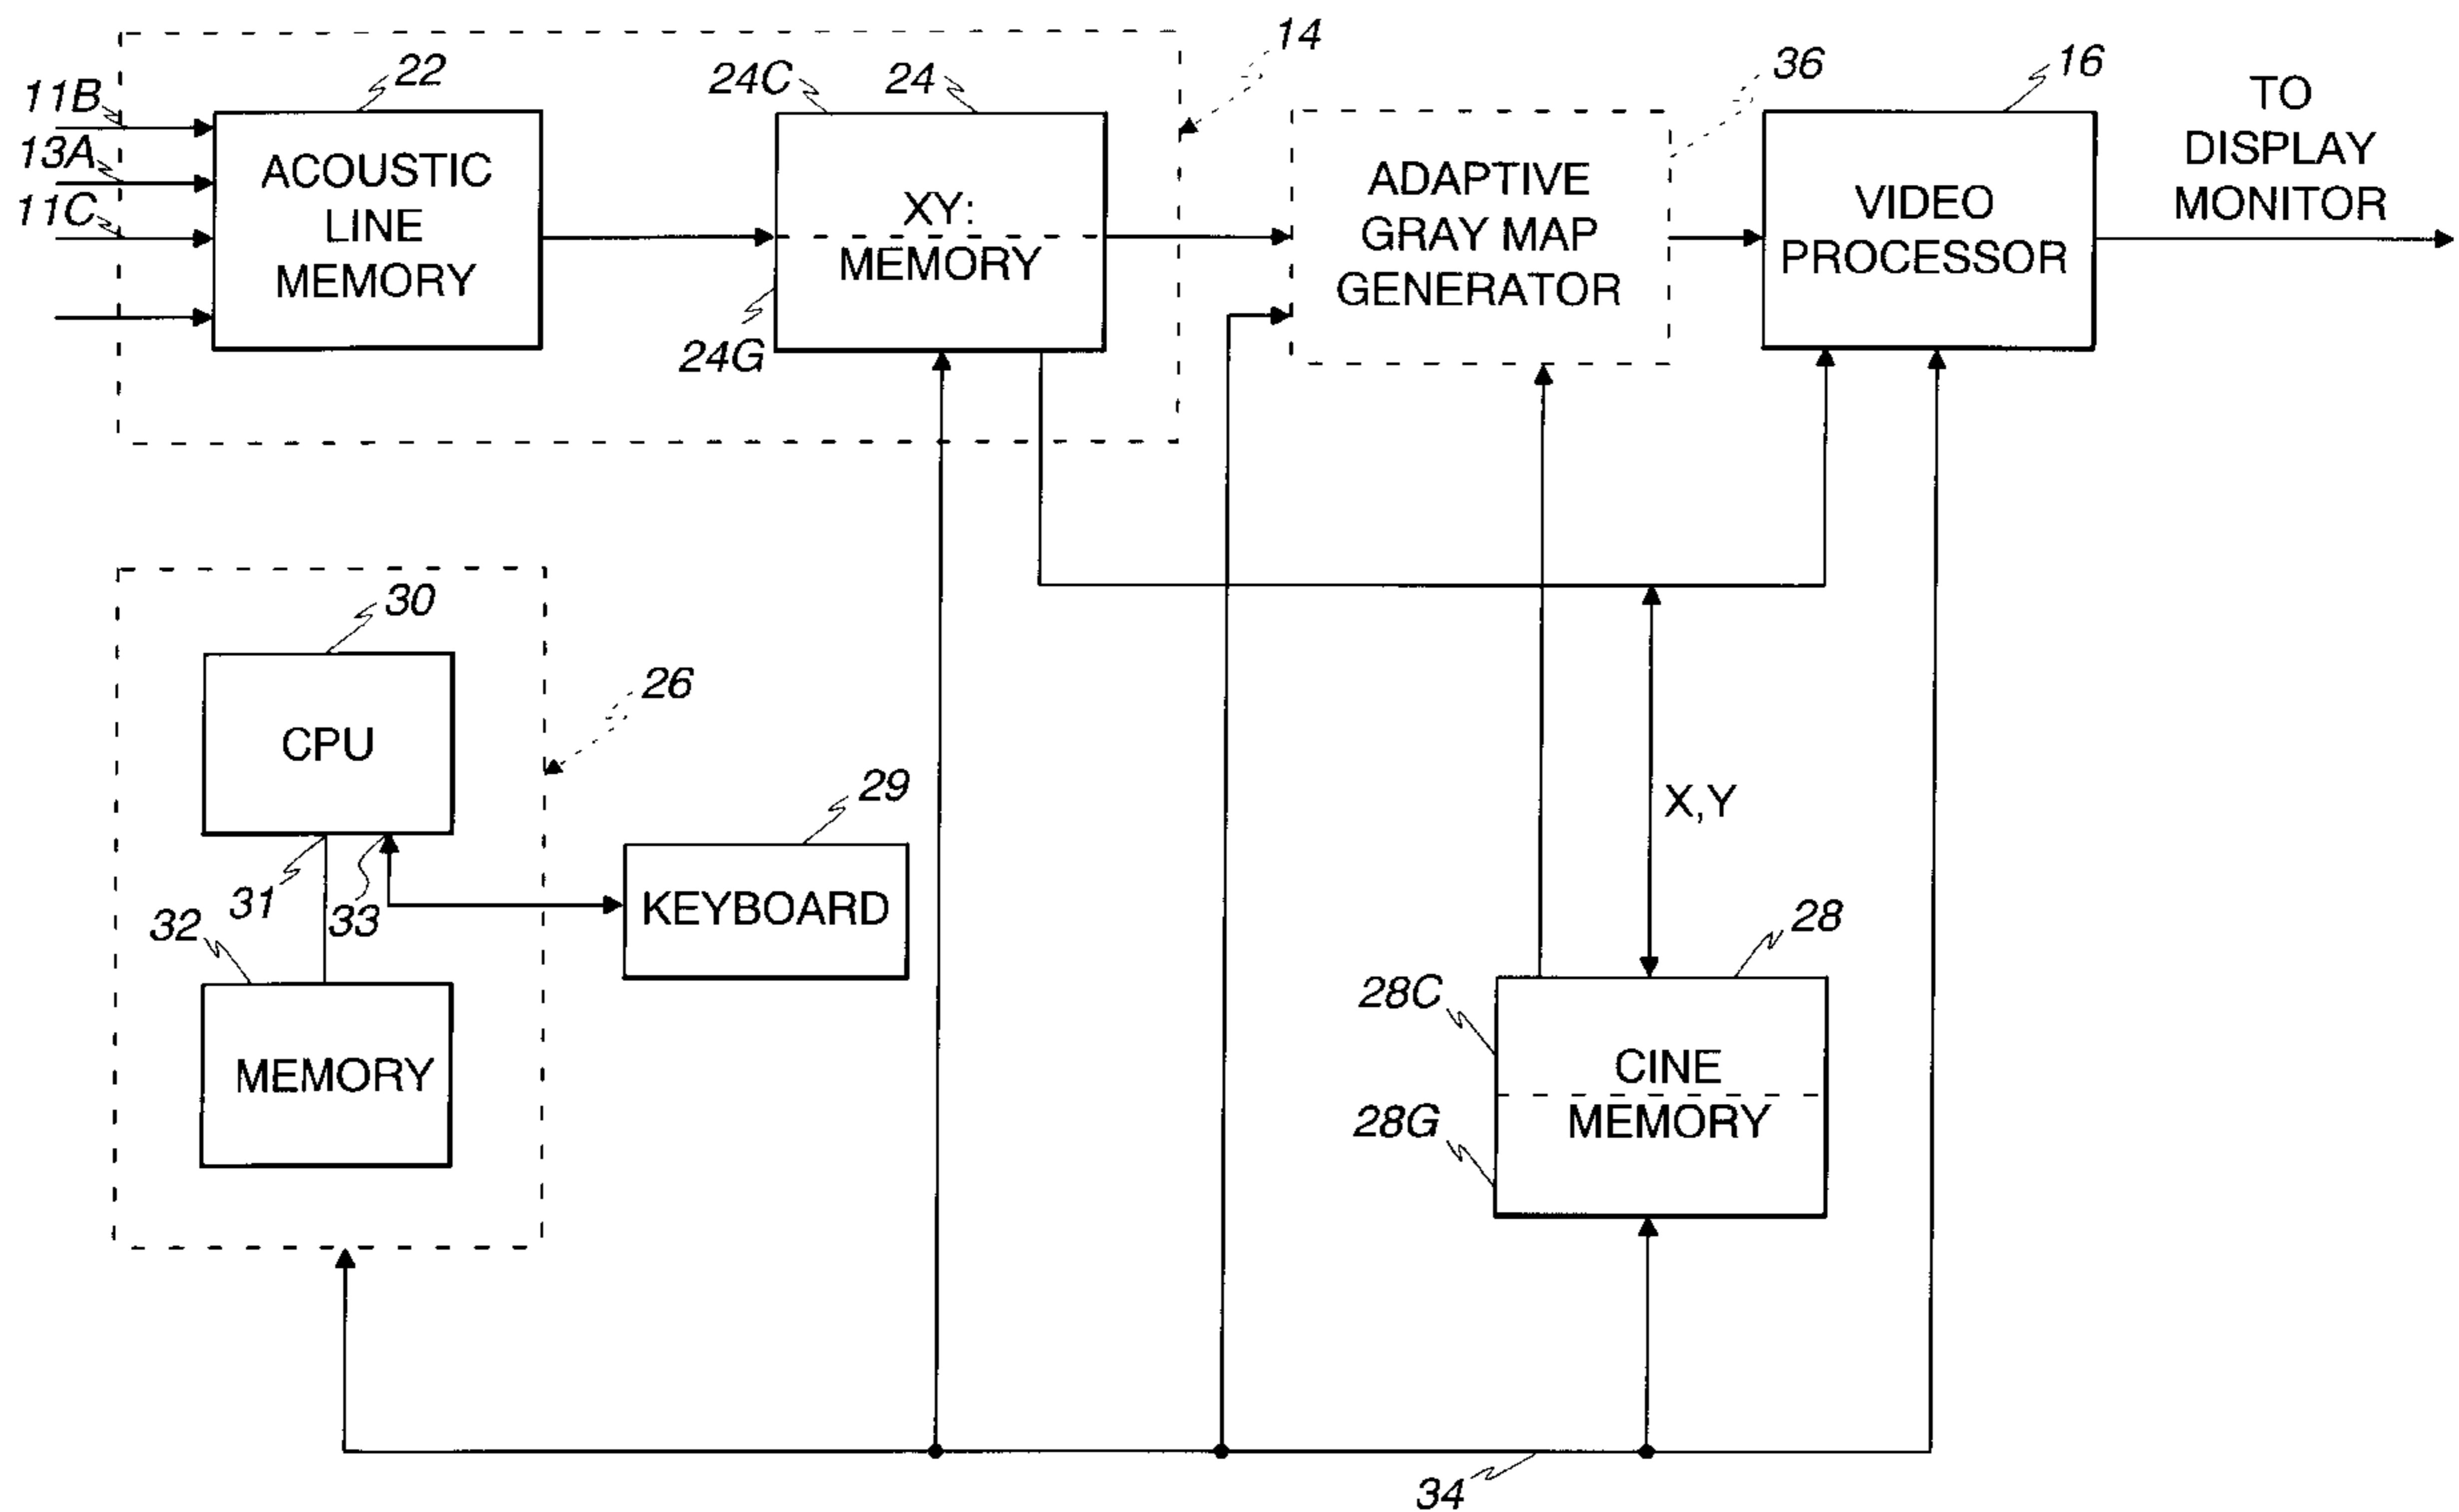 14
22
24C
24
36
16
TO
DISPLAY
MONITOR
11B
13A
11C
ACOUSTIC
LINE
MEMORY
XY:
MEMORY
24G
ADAPTIVE
GRAY MAP
GENERATOR
VIDEO
PROCESSOR
30
26
CPU
29
X,Y
31
33
KEYBOARD
32
28
28C
MEMORY
CINE
MEMORY
28G
34